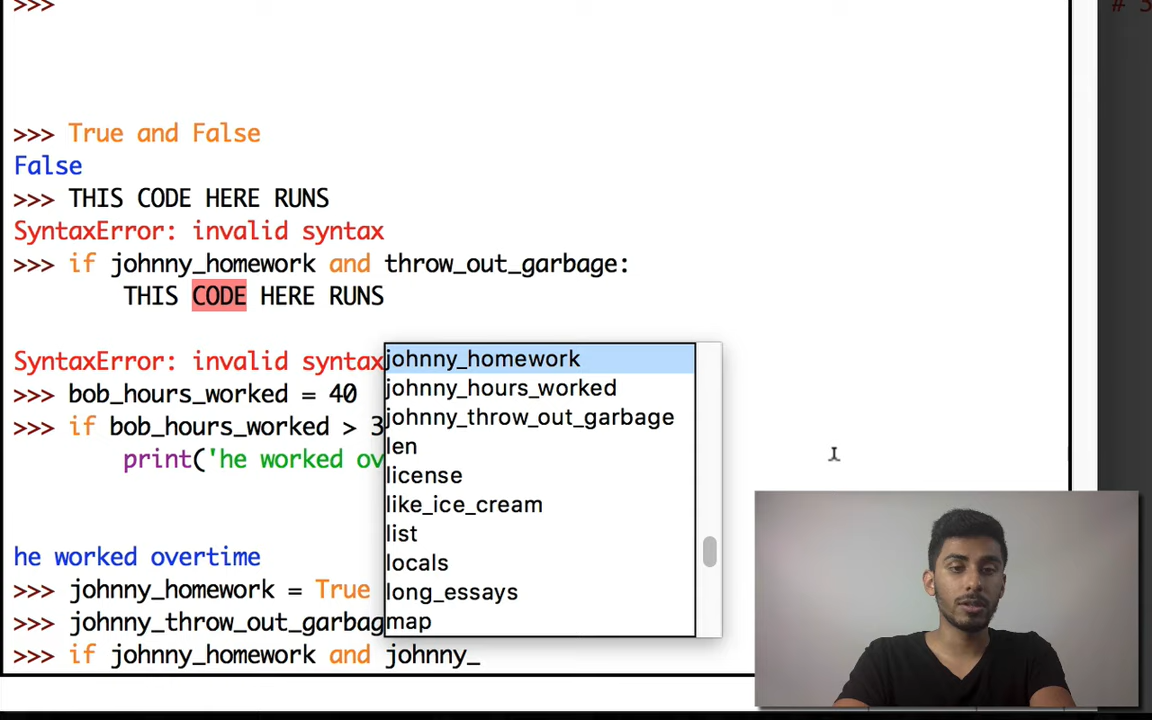 >>>
# 3
>>> True and False
False
>>> THIS CODE HERE RUNS
SyntaxError: invalid syntax
>>> if johnny_homework and throw_out_garbage:
THIS CODE HERE RUNS
SyntaxError: invalid syntax
>>> bob_hours_worked = 40
>>> if bob_hours_worked > 3
print('he worked ov
he worked overtime
>>> johnny_homework = True
>>> johnny_throw_out_garbag
>>> if johnny_homework and johnny_
johnny_homework
johnny_hours_worked
johnny_throw_out_garbage
len
license
like_ice_cream
list
locals
long_essays
map